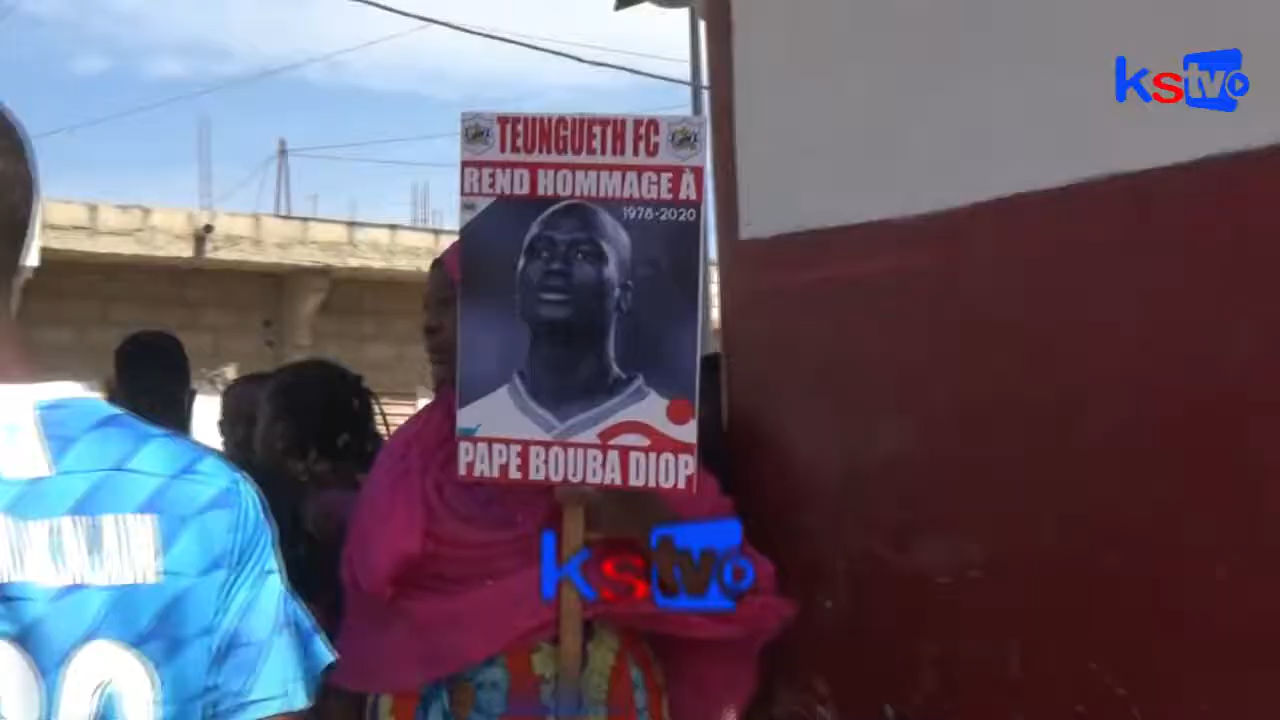 kstv
TEUNGUETH FC
REND HOMMAGE À
1978-2020
PAPE BOUBA DIOP
kstv